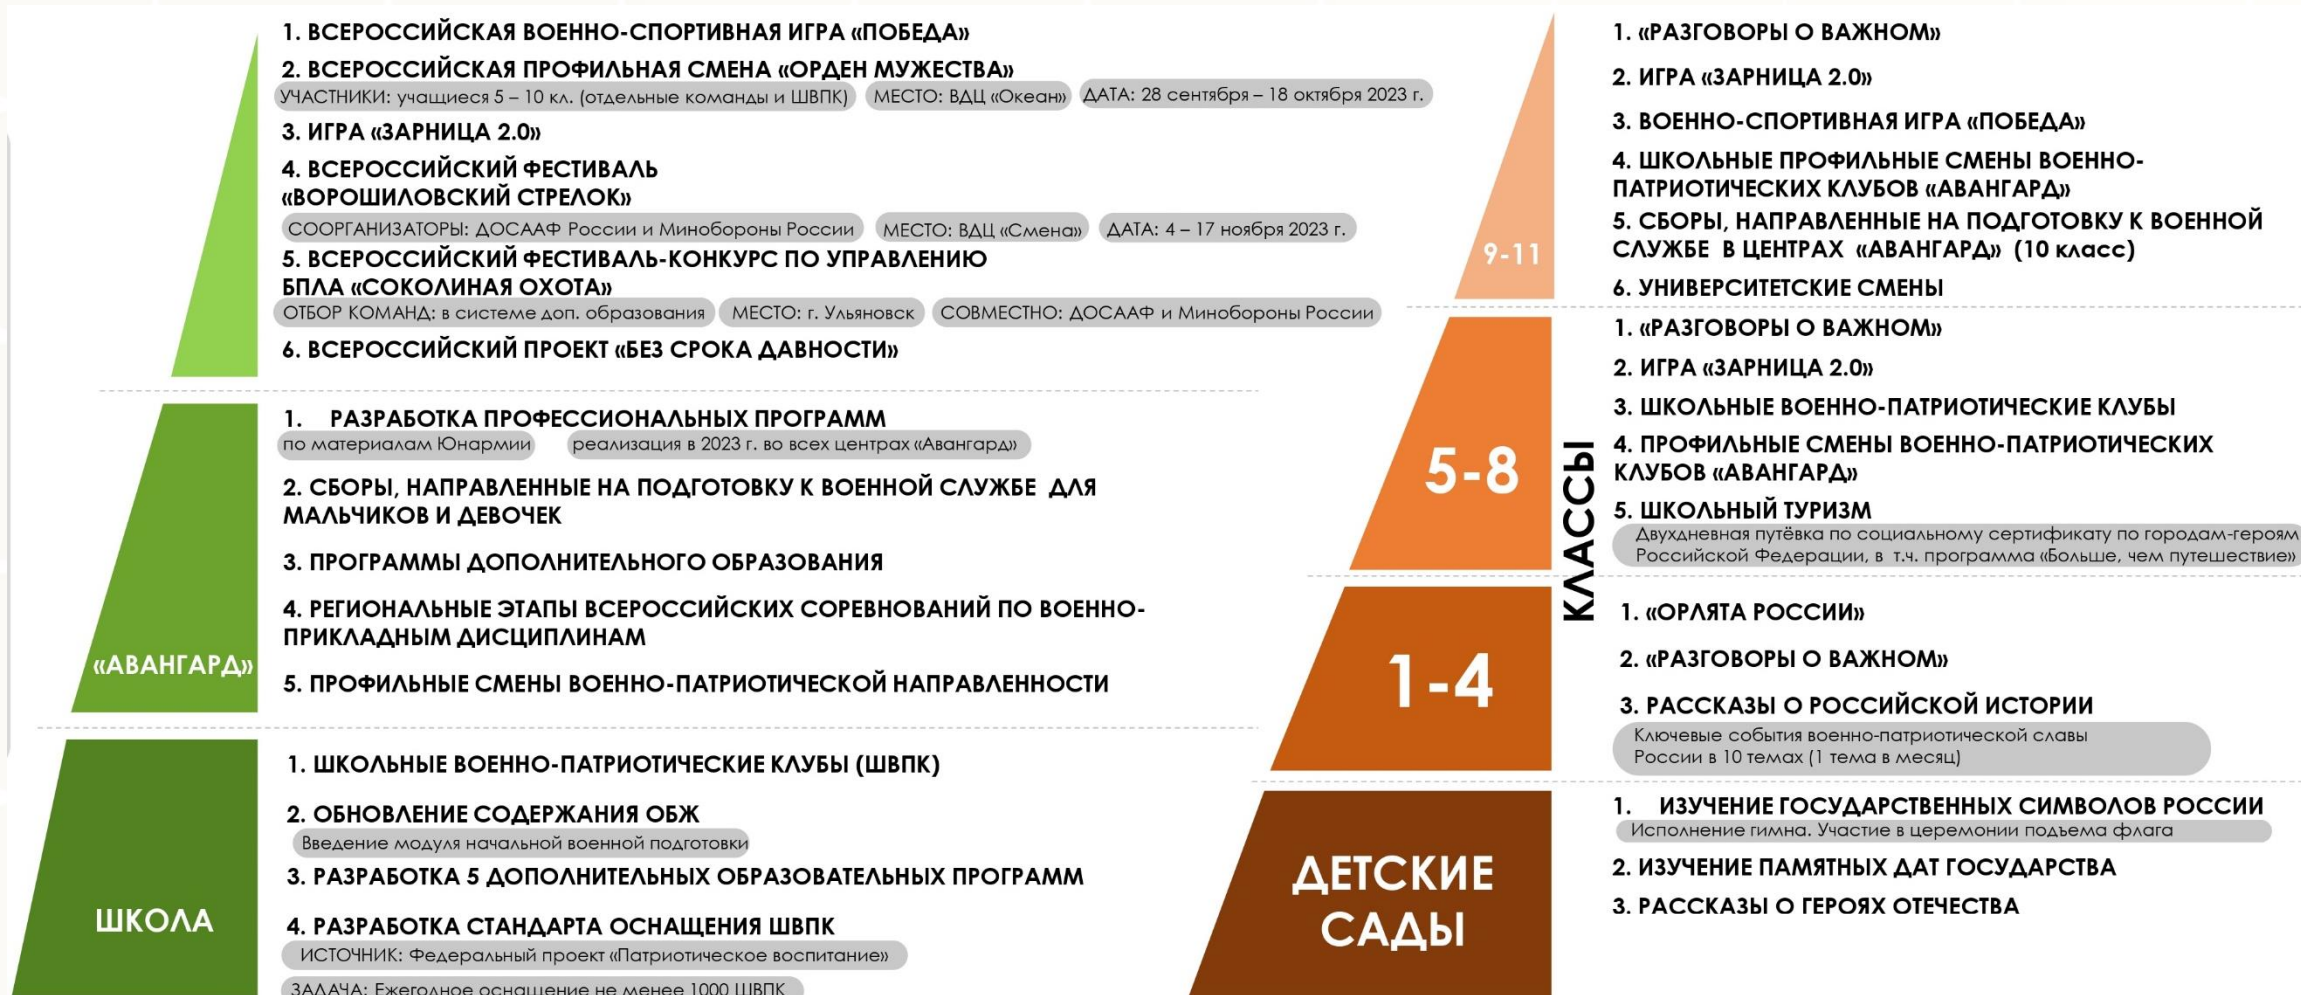 1. ВСЕРОССИЙСКАЯ ВОЕННО-СПОРТИВНАЯ ИГРА «ПОБЕДА»
2. ВСЕРОССИЙСКАЯ ПРОФИЛЬНАЯ СМЕНА «ОРДЕН МУЖЕСТВА»
УЧАСТНИКИ: учащиеся 5 – 10 кл. (отдельные команды и ШВПК) МЕСТО: ВДЦ «Океан» ДАТА: 28 сентября – 18 октября 2023 г.
3. ИГРА «ЗАРНИЦА 2.0»
4. ВСЕРОССИЙСКИЙ ФЕСТИВАЛЬ
«ВОРОШИЛОВСКИЙ СТРЕЛОК»
СООРГАНИЗАТОРЫ: ДОСААФ России и Минобороны России МЕСТО: ВДЦ «Смена» ДАТА: 4 – 17 ноября 2023 г.
5. ВСЕРОССИЙСКИЙ ФЕСТИВАЛЬ-КОНКУРС ПО УПРАВЛЕНИЮ
БПЛА «СОКОЛИНАЯ ОХОТА»
ОТБОР КОМАНД: в системе доп. образования МЕСТО: г. Ульяновск СОВМЕСТНО: ДОСААФ и Минобороны России
6. ВСЕРОССИЙСКИЙ ПРОЕКТ «БЕЗ СРОКА ДАВНОСТИ»
«АВАНГАРД»
1. РАЗРАБОТКА ПРОФЕССИОНАЛЬНЫХ ПРОГРАММ
по материалам Юнармии реализация в 2023 г. во всех центрах «Авангард»
2. СБОРЫ, НАПРАВЛЕННЫЕ НА ПОДГОТОВКУ К ВОЕННОЙ СЛУЖБЕ ДЛЯ
МАЛЬЧИКОВ И ДЕВОЧЕК
3. ПРОГРАММЫ ДОПОЛНИТЕЛЬНОГО ОБРАЗОВАНИЯ
4. РЕГИОНАЛЬНЫЕ ЭТАПЫ ВСЕРОССИЙСКИХ СОРЕВНОВАНИЙ ПО ВОЕННО-
ПРИКЛАДНЫМ ДИСЦИПЛИНАМ
5. ПРОФИЛЬНЫЕ СМЕНЫ ВОЕННО-ПАТРИОТИЧЕСКОЙ НАПРАВЛЕННОСТИ
ШКОЛА
1. ШКОЛЬНЫЕ ВОЕННО-ПАТРИОТИЧЕСКИЕ КЛУБЫ (ШВПК)
2. ОБНОВЛЕНИЕ СОДЕРЖАНИЯ ОБЖ
Введение модуля начальной военной подготовки
3. РАЗРАБОТКА 5 ДОПОЛНИТЕЛЬНЫХ ОБРАЗОВАТЕЛЬНЫХ ПРОГРАММ
4. РАЗРАБОТКА СТАНДАРТА ОСНАЩЕНИЯ ШВПК
ИСТОЧНИК: Федеральный проект «Патриотическое воспитание»
ЗАДАЧА: Ежегодное оснащение не менее 1000 ШВПК
КЛАССЫ
9-11
1. «РАЗГОВОРЫ О ВАЖНОМ»
2. ИГРА «ЗАРНИЦА 2.0»
3. ВОЕННО-СПОРТИВНАЯ ИГРА «ПОБЕДА»
4. ШКОЛЬНЫЕ ПРОФИЛЬНЫЕ СМЕНЫ ВОЕННО-
ПАТРИОТИЧЕСКИХ КЛУБОВ «АВАНГАРД»
5. СБОРЫ, НАПРАВЛЕННЫЕ НА ПОДГОТОВКУ К ВОЕННОЙ
СЛУЖБЕ В ЦЕНТРАХ «АВАНГАРД» (10 класс)
6. УНИВЕРСИТЕТСКИЕ СМЕНЫ
5-8
1. «РАЗГОВОРЫ О ВАЖНОМ»
2. ИГРА «ЗАРНИЦА 2.0»
3. ШКОЛЬНЫЕ ВОЕННО-ПАТРИОТИЧЕСКИЕ КЛУБЫ
4. ПРОФИЛЬНЫЕ СМЕНЫ ВОЕННО-ПАТРИОТИЧЕСКИХ
КЛУБОВ «АВАНГАРД»
5. ШКОЛЬНЫЙ ТУРИЗМ
Двухдневная путёвка по социальному сертификату по городам-героям
Российской Федерации, в т.ч. программа «Больше, чем путешествие»
1-4
1. «ОРЛЯТА РОССИИ»
2. «РАЗГОВОРЫ О ВАЖНОМ»
3. РАССКАЗЫ О РОССИЙСКОЙ ИСТОРИИ
Ключевые события военно-патриотической славы
России в 10 темах (1 тема в месяц)
ДЕТСКИЕ
САДЫ
1. ИЗУЧЕНИЕ ГОСУДАРСТВЕННЫХ СИМВОЛОВ РОССИИ
Исполнение гимна. Участие в церемонии подъема флага
2. ИЗУЧЕНИЕ ПАМЯТНЫХ ДАТ ГОСУДАРСТВА
3. РАССКАЗЫ О ГЕРОЯХ ОТЕЧЕСТВА